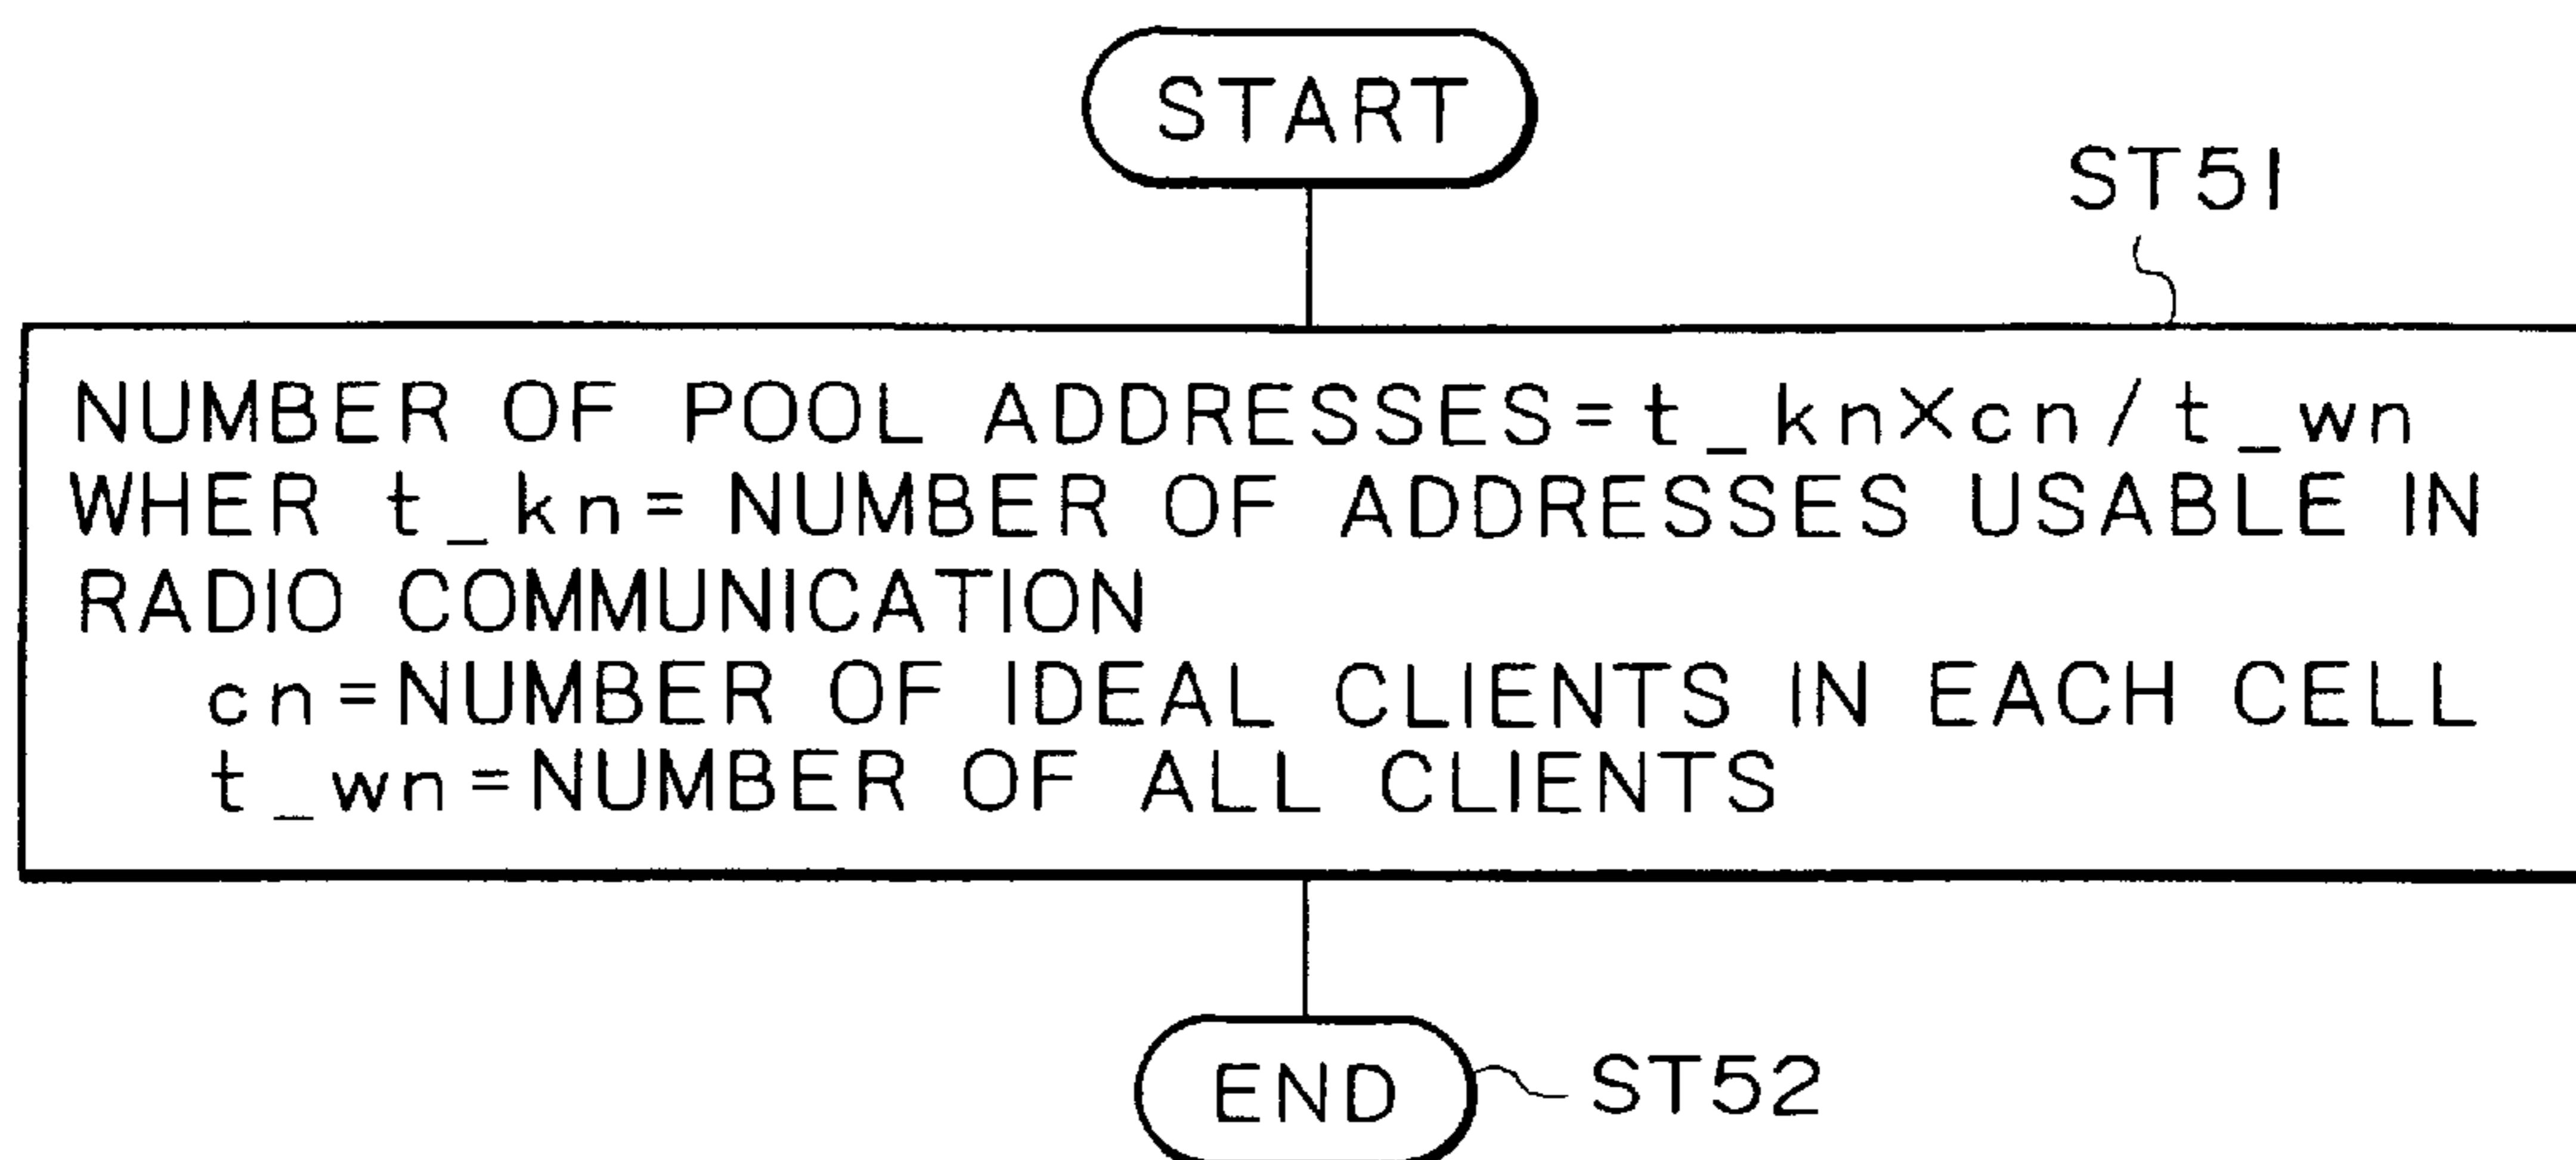 START
ST51
NUMBER OF POOL ADDRESSES=t_kn×cn/t_wn
WHER t_kn= NUMBER OF ADDRESSES USABLE IN
RADIO COMMUNICATION
cn=NUMBER OF IDEAL CLIENTS IN EACH CELL
t_wn=NUMBER OF ALL CLIENTS
END
ST52